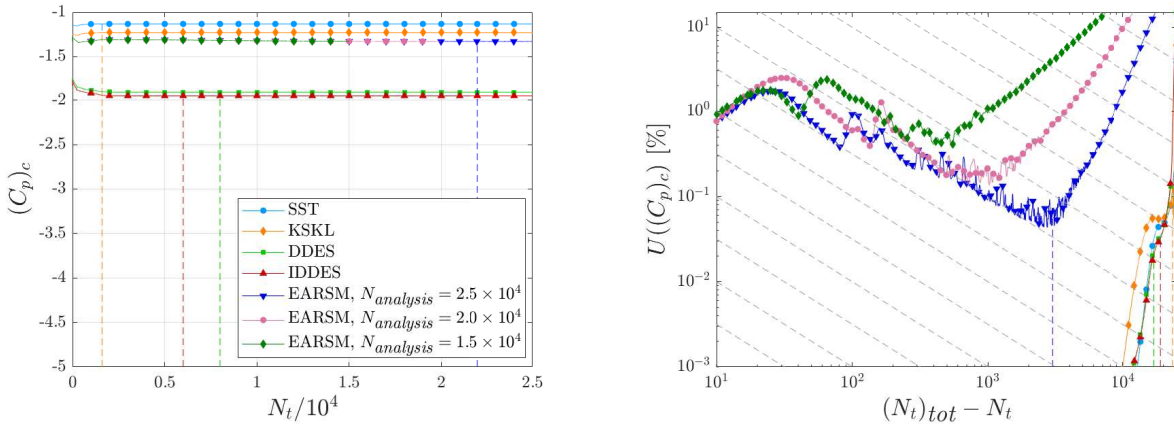 -1
-1.5
-2
-2.5
-3
-3.5
-4
-4.5
-5
(C_p)_c
0
0.5
1
1.5
2
2.5
N_t/10^4
SST
KSKL
DDES
IDDES
EARSM, N_analysis = 2.5 × 10^4
EARSM, N_analysis = 2.0 × 10^4
EARSM, N_analysis = 1.5 × 10^4
10^1
10^0
10^-1
10^-2
10^-3
U((C_p)_c) [%]
10^1
10^2
10^3
10^4
(N_t)_tot − N_t